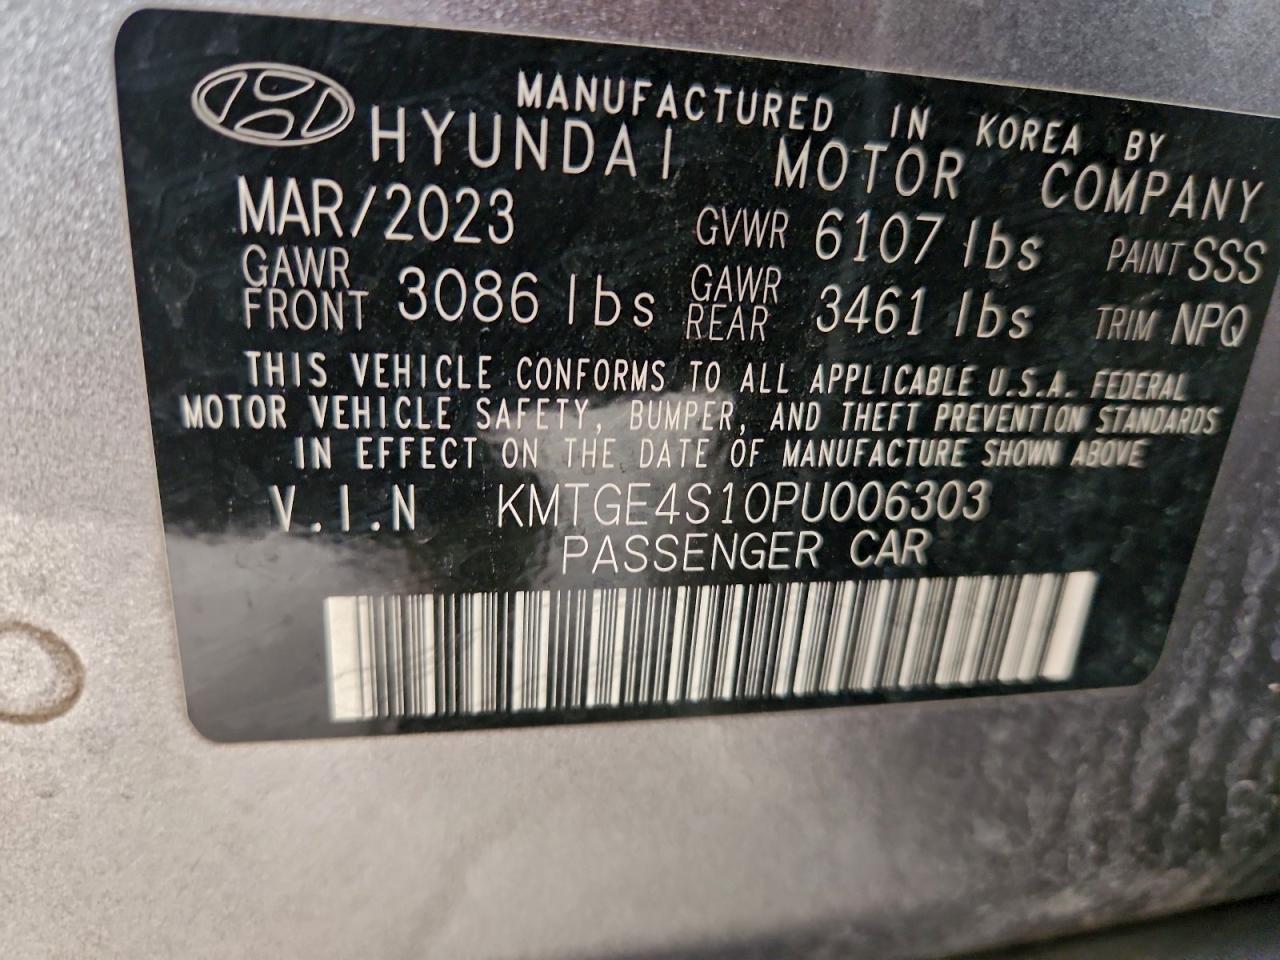 MANUFACTURED IN KOREA BY
HYUNDAI MOTOR COMPANY
MAR/2023 GVWR 6107 lbs PAINT SSS
GAWR FRONT 3086 lbs GAWR REAR 3461 lbs TRIM NPQ
THIS VEHICLE CONFORMS TO ALL APPLICABLE U.S.A. FEDERAL
MOTOR VEHICLE SAFETY, BUMPER, AND THEFT PREVENTION STANDARDS
IN EFFECT ON THE DATE OF MANUFACTURE SHOWN ABOVE
V.I.N KMTGE4S10PU006303
PASSENGER CAR